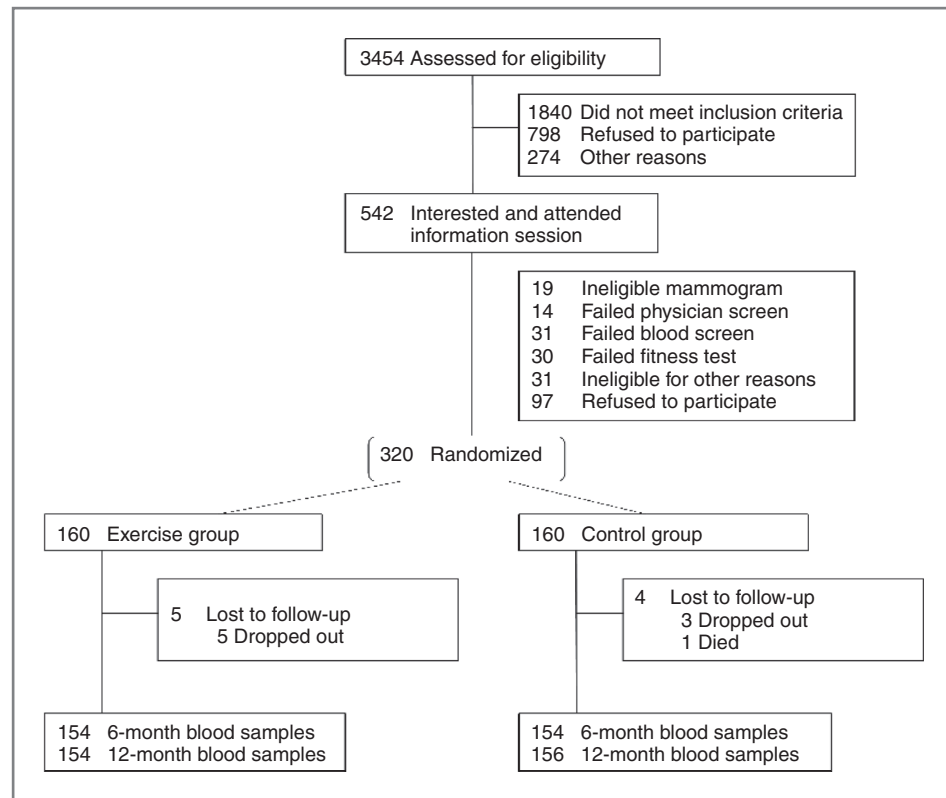 3454 Assessed for eligibility
1840 Did not meet inclusion criteria
798 Refused to participate
274 Other reasons
542 Interested and attended
information session
19 Ineligible mammogram
14 Failed physician screen
31 Failed blood screen
30 Failed fitness test
31 Ineligible for other reasons
97 Refused to participate
320 Randomized
160 Exercise group
160 Control group
5 Lost to follow-up
5 Dropped out
4 Lost to follow-up
3 Dropped out
1 Died
154 6-month blood samples
154 12-month blood samples
154 6-month blood samples
156 12-month blood samples